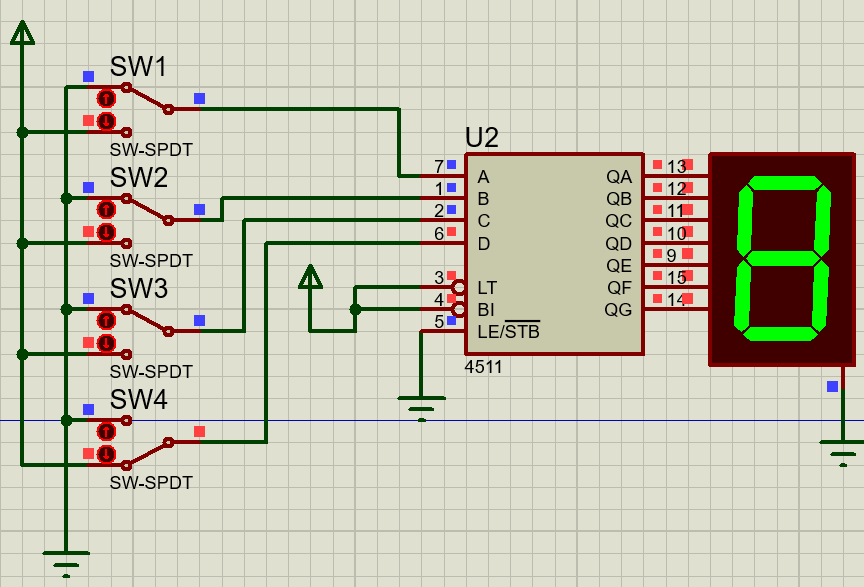 SW1
SW-SPDT
SW2
SW-SPDT
SW3
SW-SPDT
SW4
SW-SPDT
U2
7 A QA 13
1 B QB 12
2 C QC 11
6 D QD 10
QE 9
3 LT QF 15
4 BI QG 14
5 LE/STB
4511